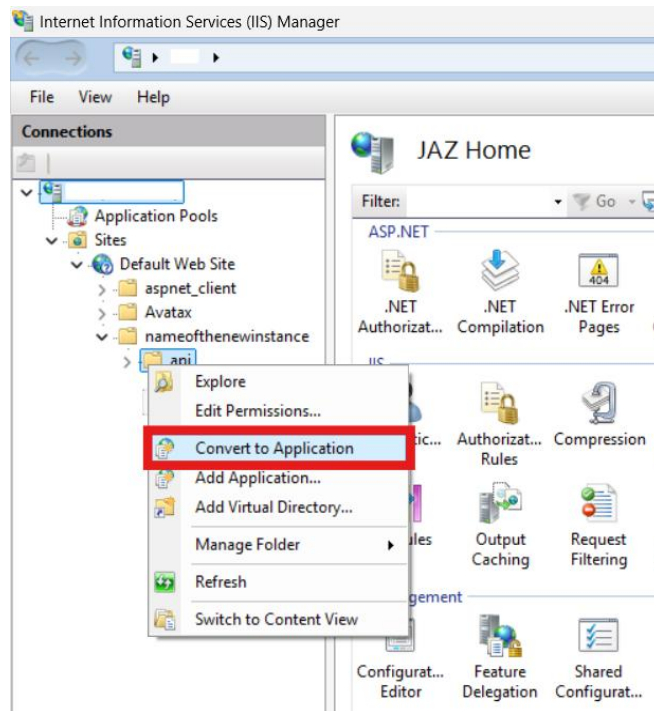 Internet Information Services (IIS) Manager
File View Help
Connections
Application Pools
Sites
Default Web Site
aspnet_client
Avatax
nameofthenewinstance
api
Explore
Edit Permissions...
Convert to Application
Add Application...
Add Virtual Directory...
Manage Folder
Refresh
Switch to Content View
JAZ Home
Filter: Go
ASP.NET
.NET
Authorizat...
.NET
Compilation
.NET Error
Pages
404
IIS
Authorizat...
Rules
Compression
Output
Caching
Request
Filtering
Configurat...
Editor
Feature
Delegation
Shared
Configurat...